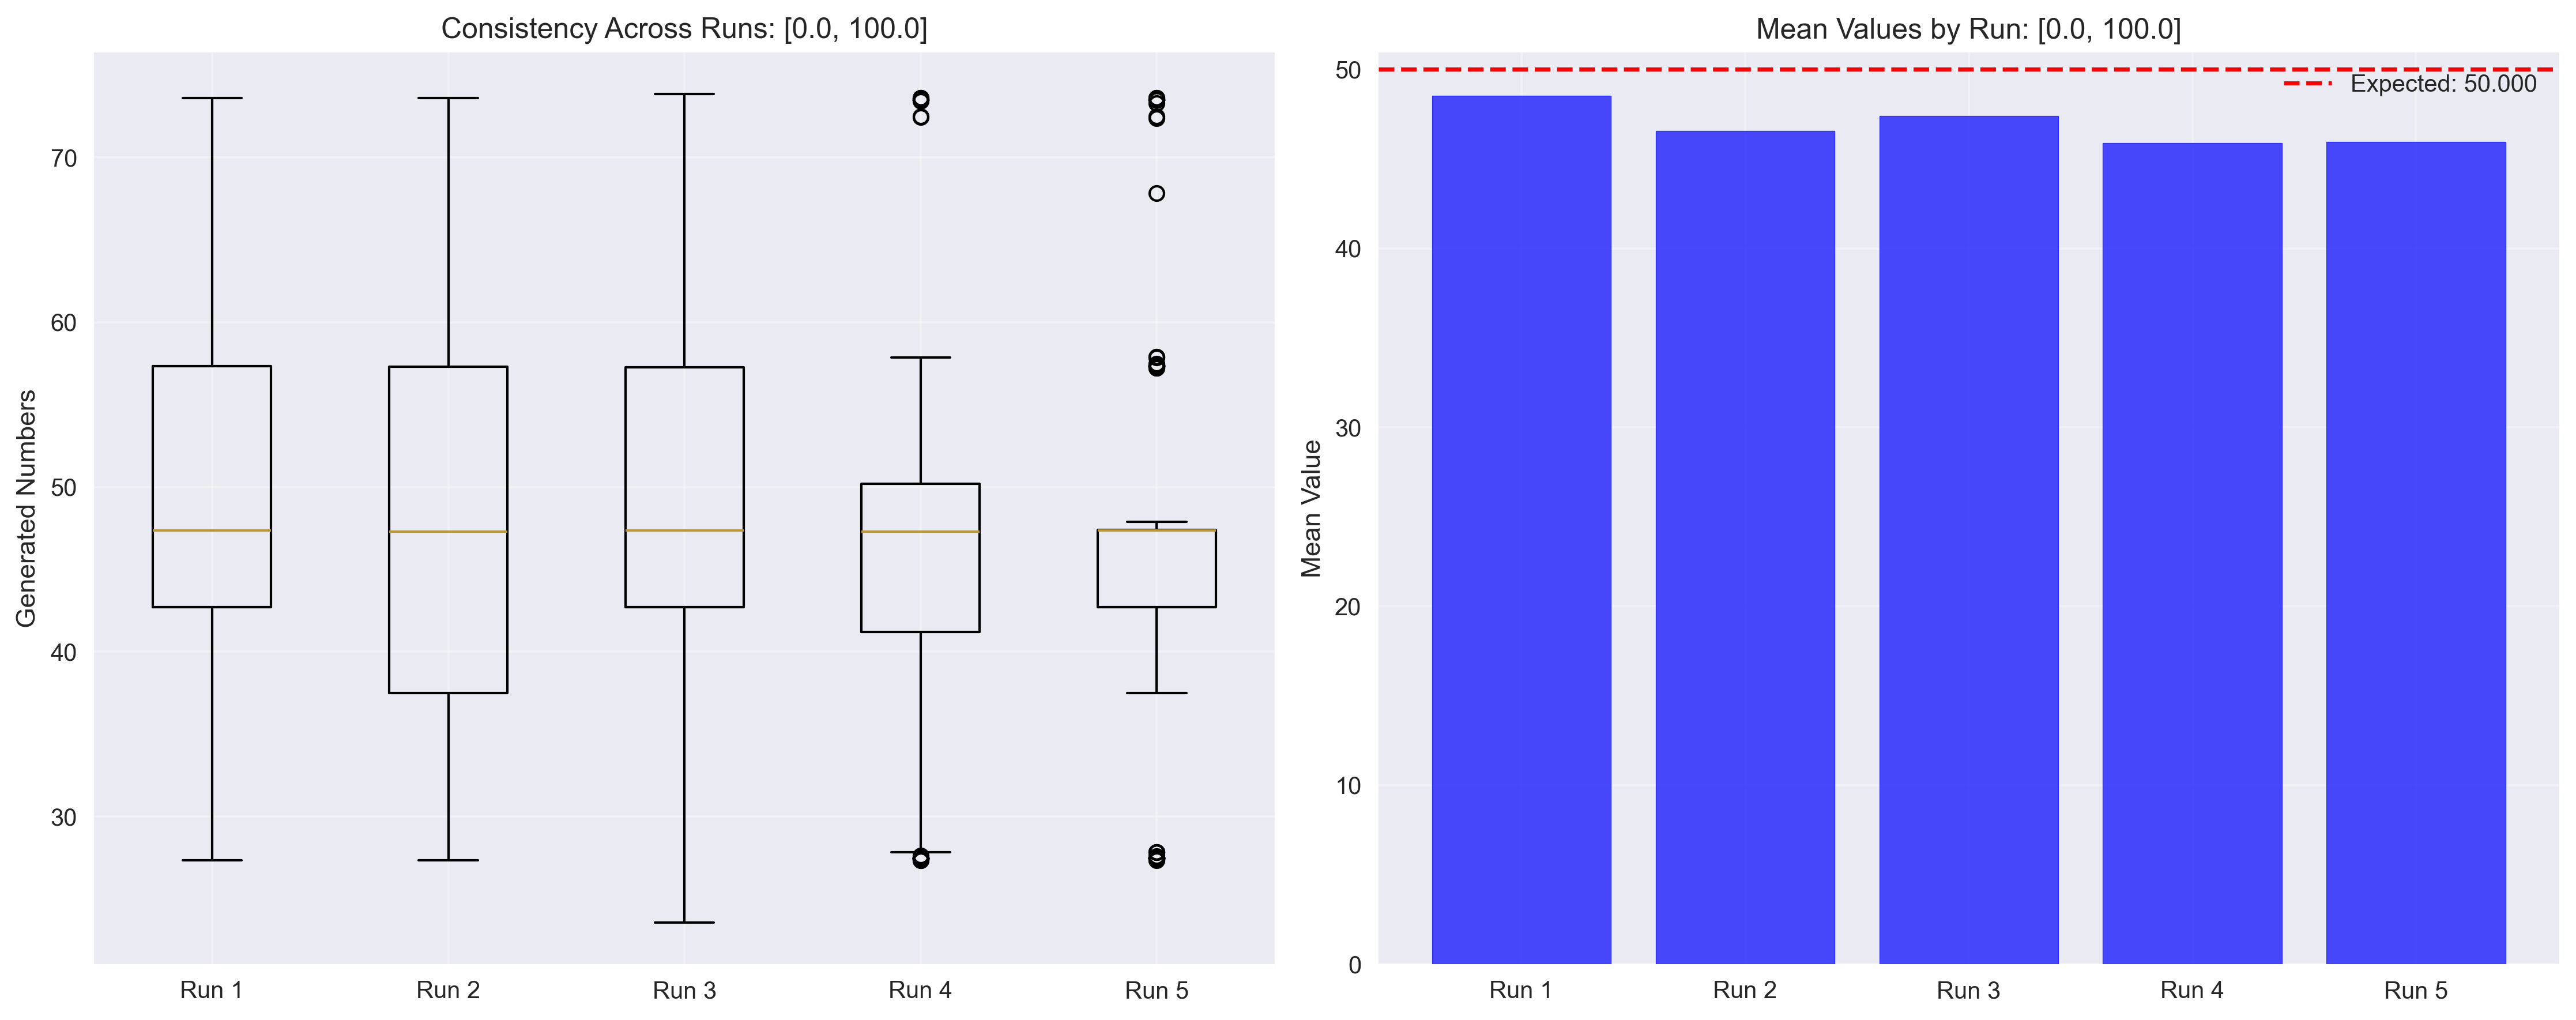 Consistency Across Runs: [0.0, 100.0]
Generated Numbers
70
60
50
40
30
Run 1
Run 2
Run 3
Run 4
Run 5
Mean Values by Run: [0.0, 100.0]
Mean Value
50
40
30
20
10
0
Expected: 50.000
Run 1
Run 2
Run 3
Run 4
Run 5